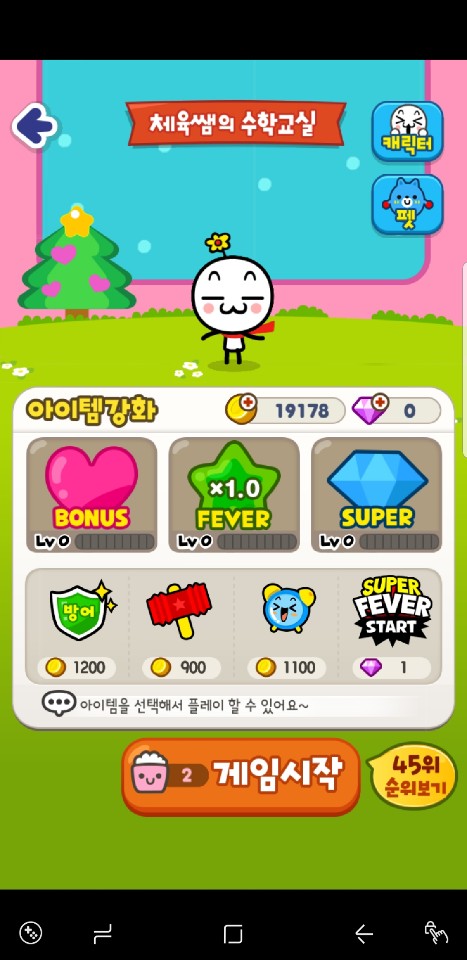 체육쌤의 수학교실
캐릭터
펫
아이템강화
19178
0
BONUS
Lv 0
×1.0
FEVER
Lv 0
SUPER
Lv 0
방어
1200
900
1100
SUPER
FEVER
START
1
아이템을 선택해서 플레이 할 수 있어요~
2
게임시작
45위
순위보기